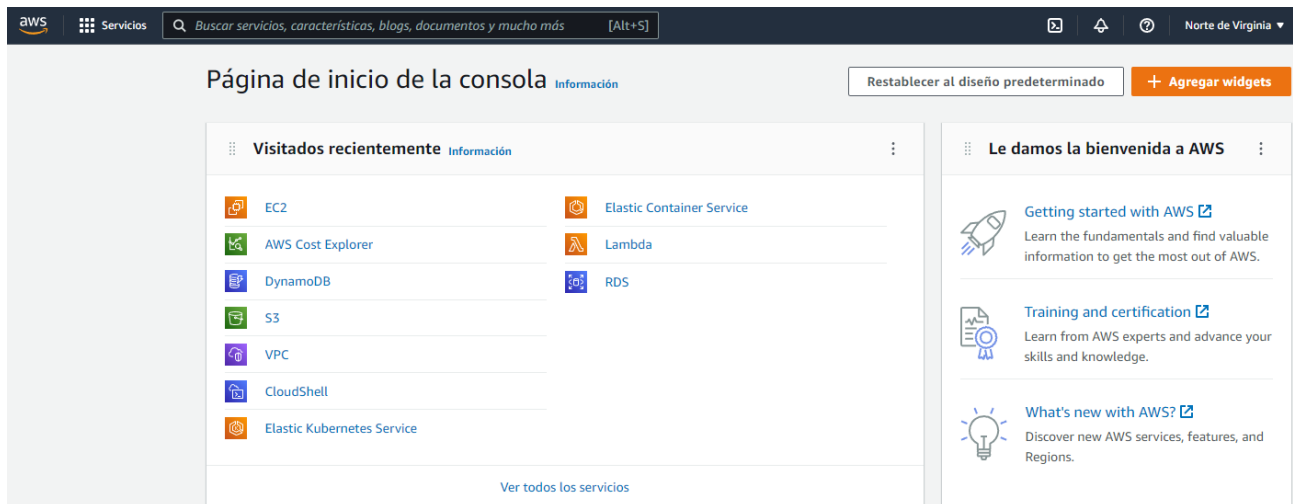 aws
Servicios
Buscar servicios, características, blogs, documentos y mucho más [Alt+S]
Norte de Virginia
Página de inicio de la consola Información
Restablecer al diseño predeterminado
+ Agregar widgets
Visitados recientemente Información
EC2
AWS Cost Explorer
DynamoDB
S3
VPC
CloudShell
Elastic Kubernetes Service
Elastic Container Service
Lambda
RDS
Ver todos los servicios
Le damos la bienvenida a AWS
Getting started with AWS
Learn the fundamentals and find valuable
information to get the most out of AWS.
Training and certification
Learn from AWS experts and advance your
skills and knowledge.
What's new with AWS?
Discover new AWS services, features, and
Regions.